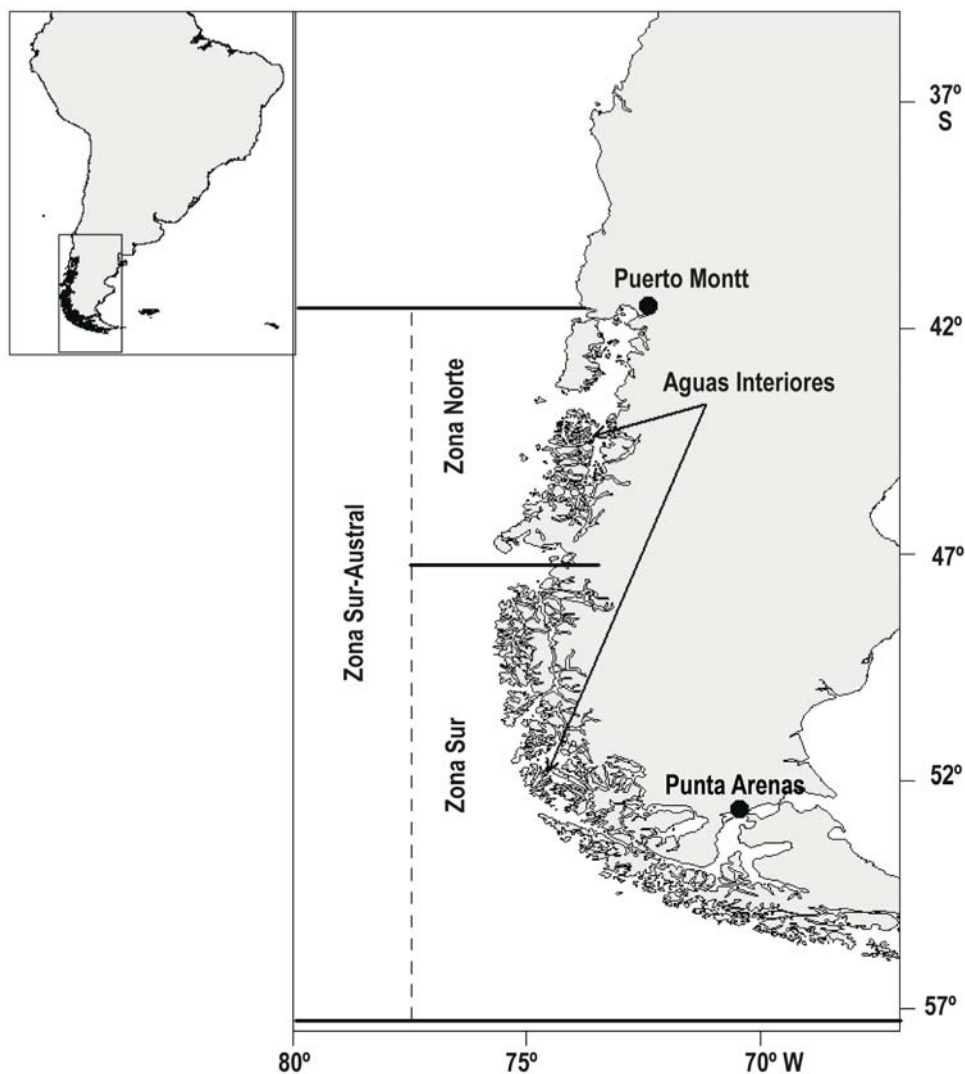 37º
S
Puerto Montt
42º
Aguas Interiores
Zona Norte
47º
Zona Sur-Austral
Zona Sur
52º
Punta Arenas
57º
80º
75º
70º W